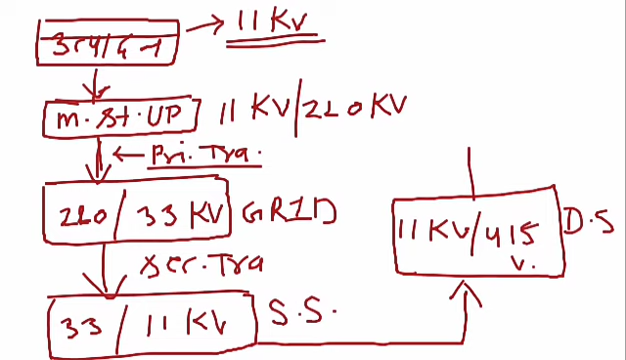 11 Kv
m. St. UP 11 KV/220 KV
Pri. Tra.
220 / 33 KV GRID
Sec. Tra
33 / 11 KV S.S.
11 KV/415 D.S
V.